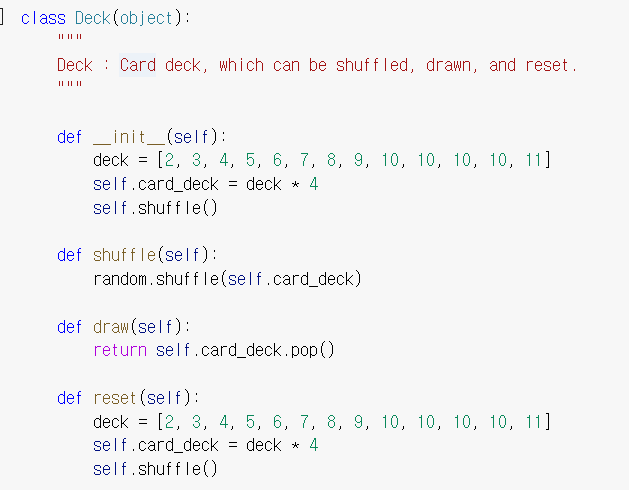 class Deck(object):
    """
    Deck : Card deck, which can be shuffled, drawn, and reset.
    """

    def __init__(self):
        deck = [2, 3, 4, 5, 6, 7, 8, 9, 10, 10, 10, 10, 11]
        self.card_deck = deck * 4
        self.shuffle()

    def shuffle(self):
        random.shuffle(self.card_deck)

    def draw(self):
        return self.card_deck.pop()

    def reset(self):
        deck = [2, 3, 4, 5, 6, 7, 8, 9, 10, 10, 10, 10, 11]
        self.card_deck = deck * 4
        self.shuffle()